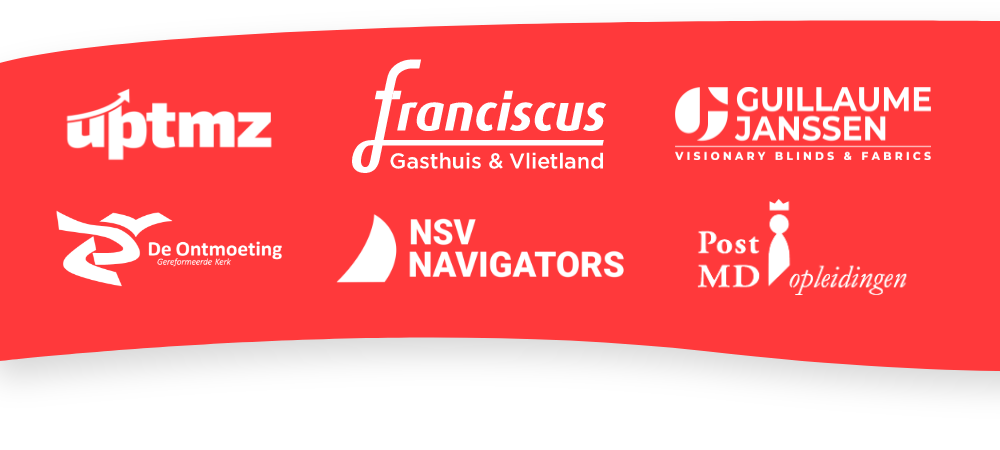 uptmz
franciscus
Gasthuis & Vlietland
GUILLAUME
JANSSEN
VISIONARY BLINDS & FABRICS
De Ontmoeting
Gereformeerde Kerk
NSV
NAVIGATORS
Post
MD
opleidingen